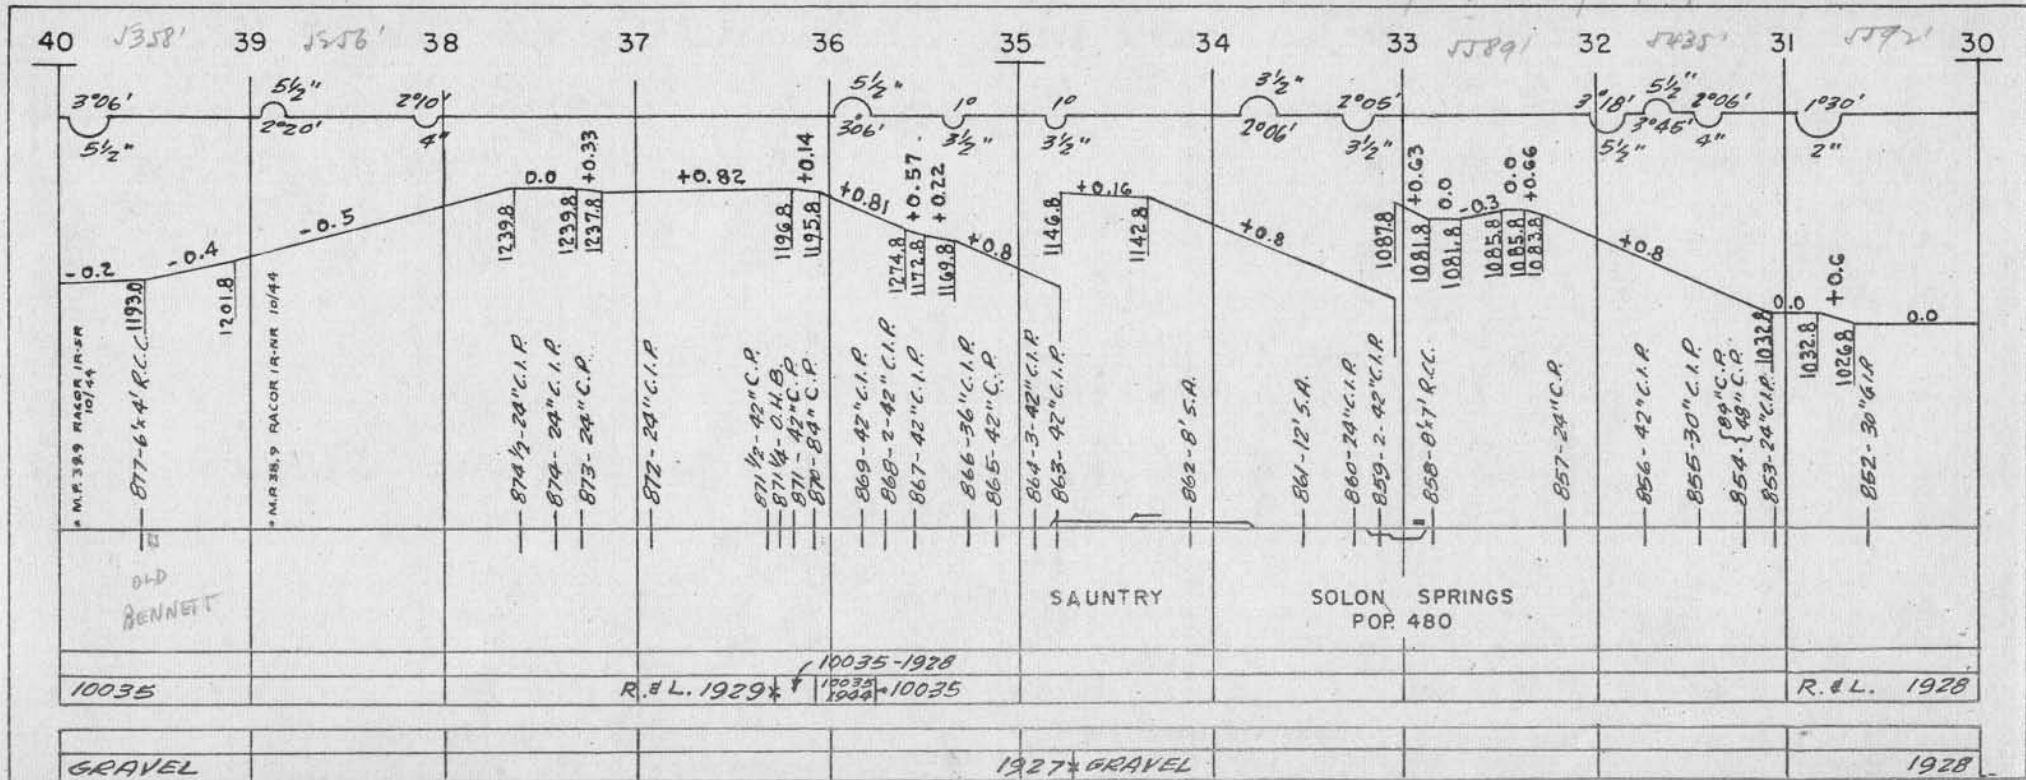 40 5358' 39 5256' 38 37 36 35 34 33 5589' 32 5435' 31 5592' 30
3°06' 5½" 2°10' 5½" 1° 3½" 2°05' 3°18' 5½" 2°06' 1°30'
5½" 2°20' 4" 3°06' 3½" 1° 3½" 2°06' 3½" 5½" 3°45' 4" 2"
-0.2 -0.4 -0.5 0.0 +0.33 +0.82 +0.14 +0.81 +0.57 +0.22 +0.8 +0.16 +0.8 +0.63 0.0 -0.3 0.0 +0.66 +0.8 0.0 +0.6 0.0
1193.0 1201.8 1239.8 1239.8 1237.8 1196.8 1195.8 1274.8 1172.8 1169.8 1146.8 1142.8 1087.8 1081.8 1081.8 1085.8 1085.8 1083.8 1032.8 1032.8 1026.8
* M.P. 38.9 RACOR 1R-SR
10/44
877-6'x4' R.C.C.
* M.P. 38.9 RACOR 1R-NR 10/44
874½-24" C.I.P.
874-24" C.I.P.
873-24" C.P.
872-24" C.I.P.
871½-42" C.P.
871¼-O.H.B.
871-42" C.P.
870-84" C.P.
869-42" C.I.P.
868-2-42" C.I.P.
867-42" C.I.P.
866-36" C.I.P.
865-42" C.P.
864-3-42" C.I.P.
863-42" C.I.P.
862-8' S.A.
861-12' S.A.
860-24" C.I.P.
859-2-42" C.I.P.
858-8'x7' R.C.C.
857-24" C.P.
856-42" C.I.P.
855-30" C.I.P.
854-{84" C.P.
48" C.P.
853-24" C.I.P.
852-30" G.I.P.
OLD
BENNETT
SAUNTRY
SOLON SPRINGS
POP. 480
10035-1928
10035 R.&L. 1929* 10035 1944 10035 R.&L. 1928
GRAVEL 1927*GRAVEL 1928